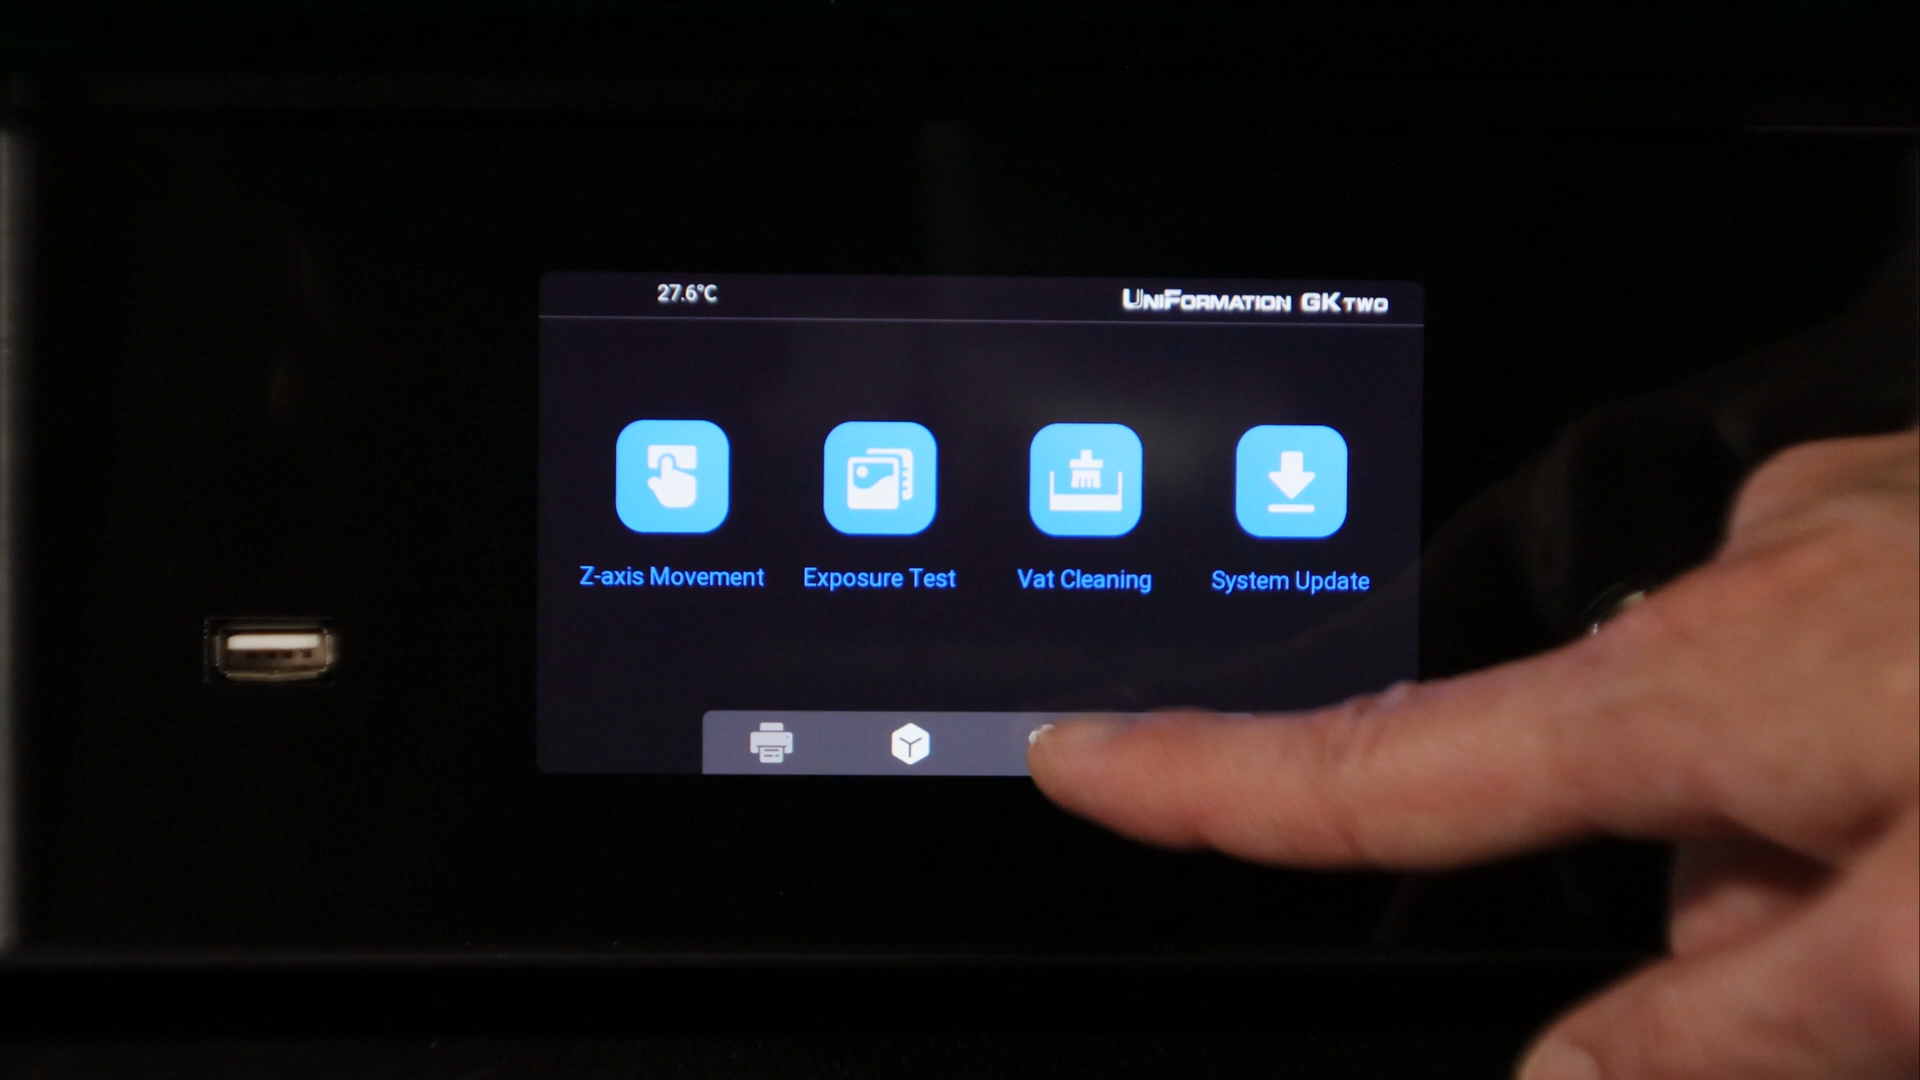 27.6°C
UNIFORMATION GKTWO
Z-axis Movement
Exposure Test
Vat Cleaning
System Update